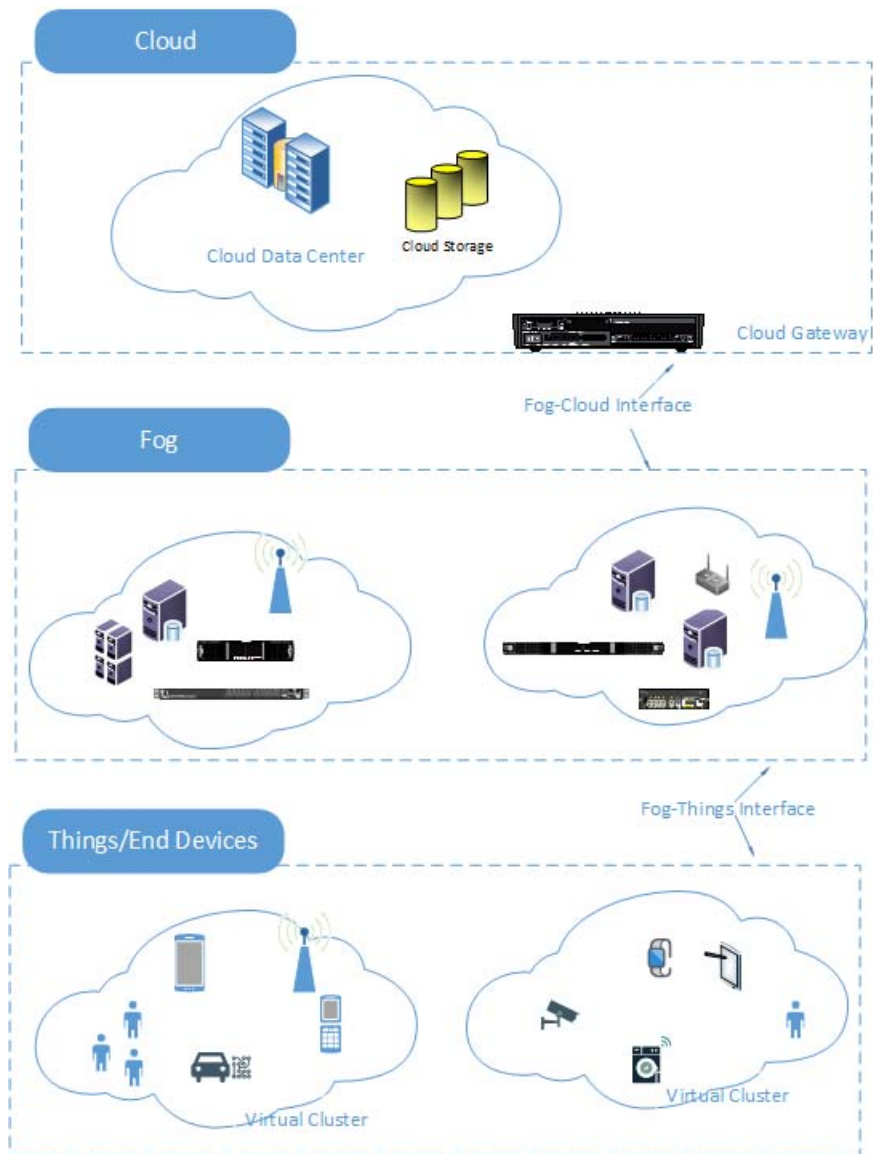 Cloud
Cloud Data Center
Cloud Storage
Cloud Gateway
Fog-Cloud Interface
Fog
Fog-Things Interface
Things/End Devices
Virtual Cluster
Virtual Cluster